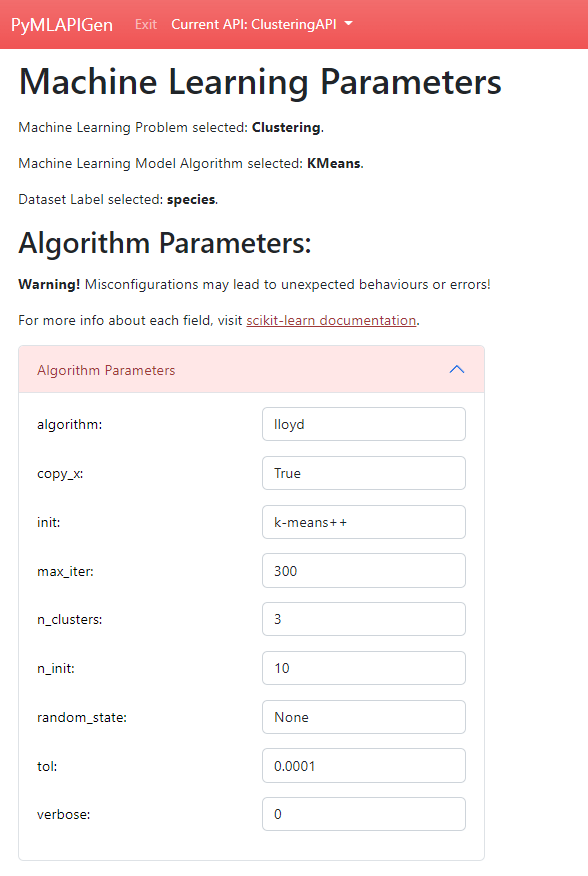 PyMLAPIGen Exit Current API: ClusteringAPI
Machine Learning Parameters
Machine Learning Problem selected: Clustering.
Machine Learning Model Algorithm selected: KMeans.
Dataset Label selected: species.
Algorithm Parameters:
Warning! Misconfigurations may lead to unexpected behaviours or errors!
For more info about each field, visit scikit-learn documentation.
Algorithm Parameters
algorithm: lloyd
copy_x: True
init: k-means++
max_iter: 300
n_clusters: 3
n_init: 10
random_state: None
tol: 0.0001
verbose: 0